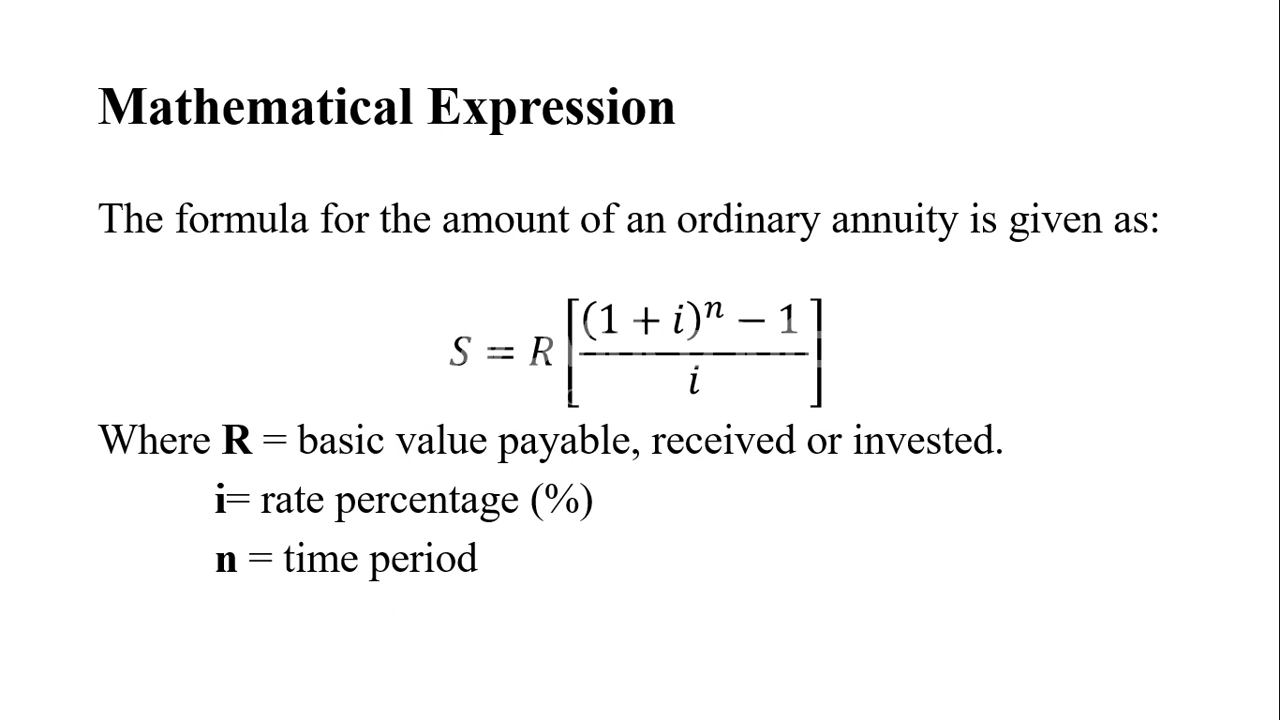 Mathematical Expression
The formula for the amount of an ordinary annuity is given as:
S = R [((1 + i)ⁿ − 1) / i]
Where R = basic value payable, received or invested.
i= rate percentage (%)
n = time period